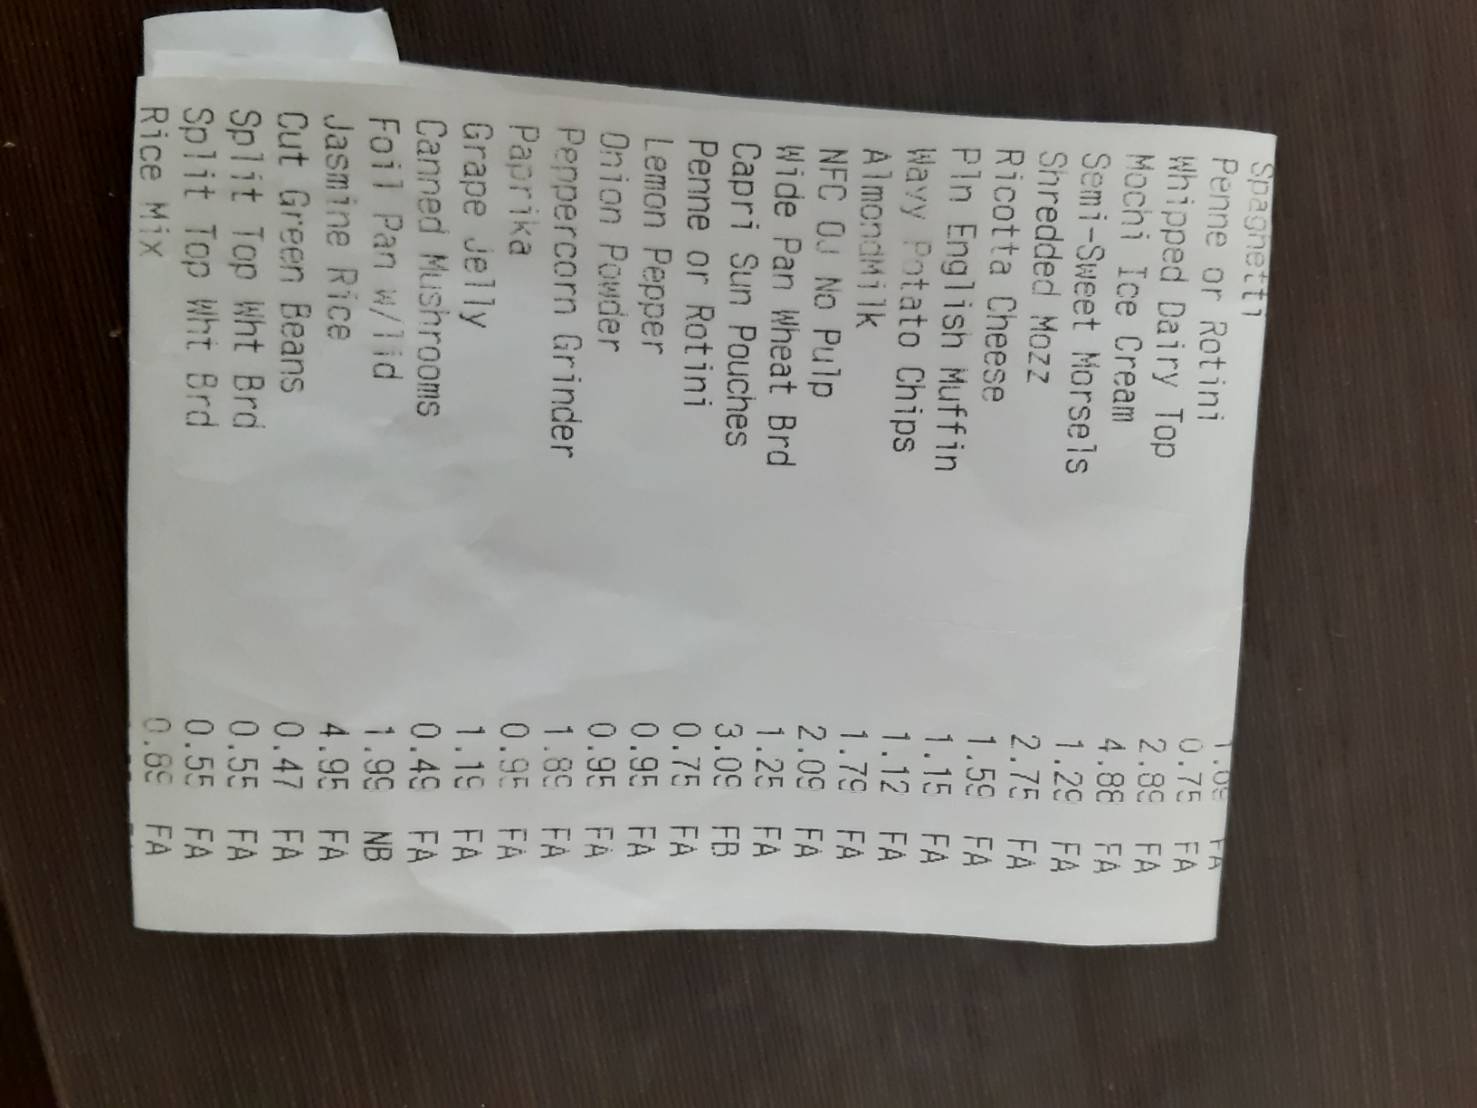 Spaghetti 1.09 FA
Penne or Rotini 0.75 FA
Whipped Dairy Top 2.89 FA
Mochi Ice Cream 4.88 FA
Semi-Sweet Morsels 1.29 FA
Shredded Mozz 2.75 FA
Ricotta Cheese 1.59 FA
Pln English Muffin 1.15 FA
Wavy Potato Chips 1.12 FA
AlmondMilk 1.79 FA
NFC OJ No Pulp 2.09 FA
Wide Pan Wheat Brd 1.25 FA
Capri Sun Pouches 3.09 FB
Penne or Rotini 0.75 FA
Lemon Pepper 0.95 FA
Onion Powder 0.95 FA
Peppercorn Grinder 1.89 FA
Paprika 0.95 FA
Grape Jelly 1.19 FA
Canned Mushrooms 0.49 FA
Foil Pan w/lid 1.99 NB
Jasmine Rice 4.95 FA
Cut Green Beans 0.47 FA
Split Top Wht Brd 0.55 FA
Split Top Wht Brd 0.55 FA
Rice Mix 0.89 FA